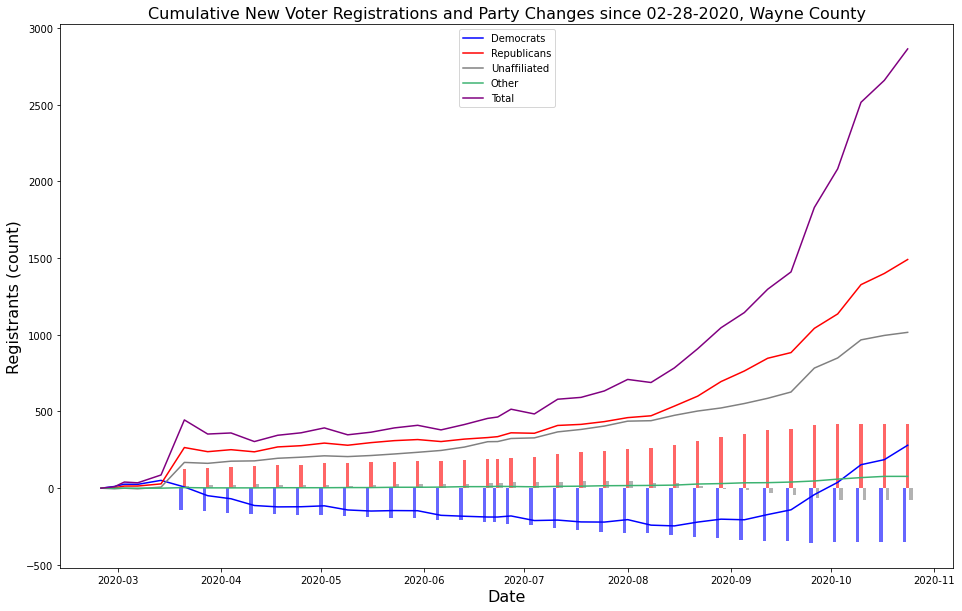 Cumulative New Voter Registrations and Party Changes since 02-28-2020, Wayne County
Democrats
Republicans
Unaffiliated
Other
Total
Registrants (count)
3000
2500
2000
1500
1000
500
0
−500
2020-03
2020-04
2020-05
2020-06
2020-07
2020-08
2020-09
2020-10
2020-11
Date